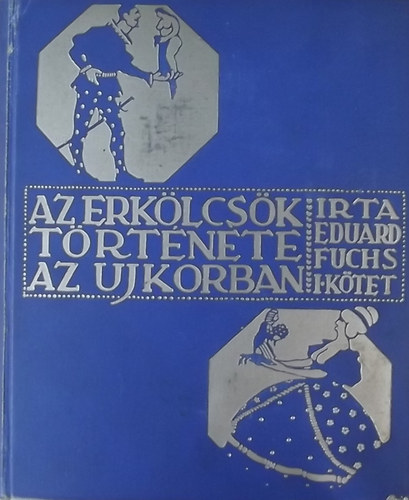 AZ ERKÖLCSÖK
TÖRTÉNETE
AZ UJKORBAN
IRTA
EDUARD
FUCHS
I·KÖTET